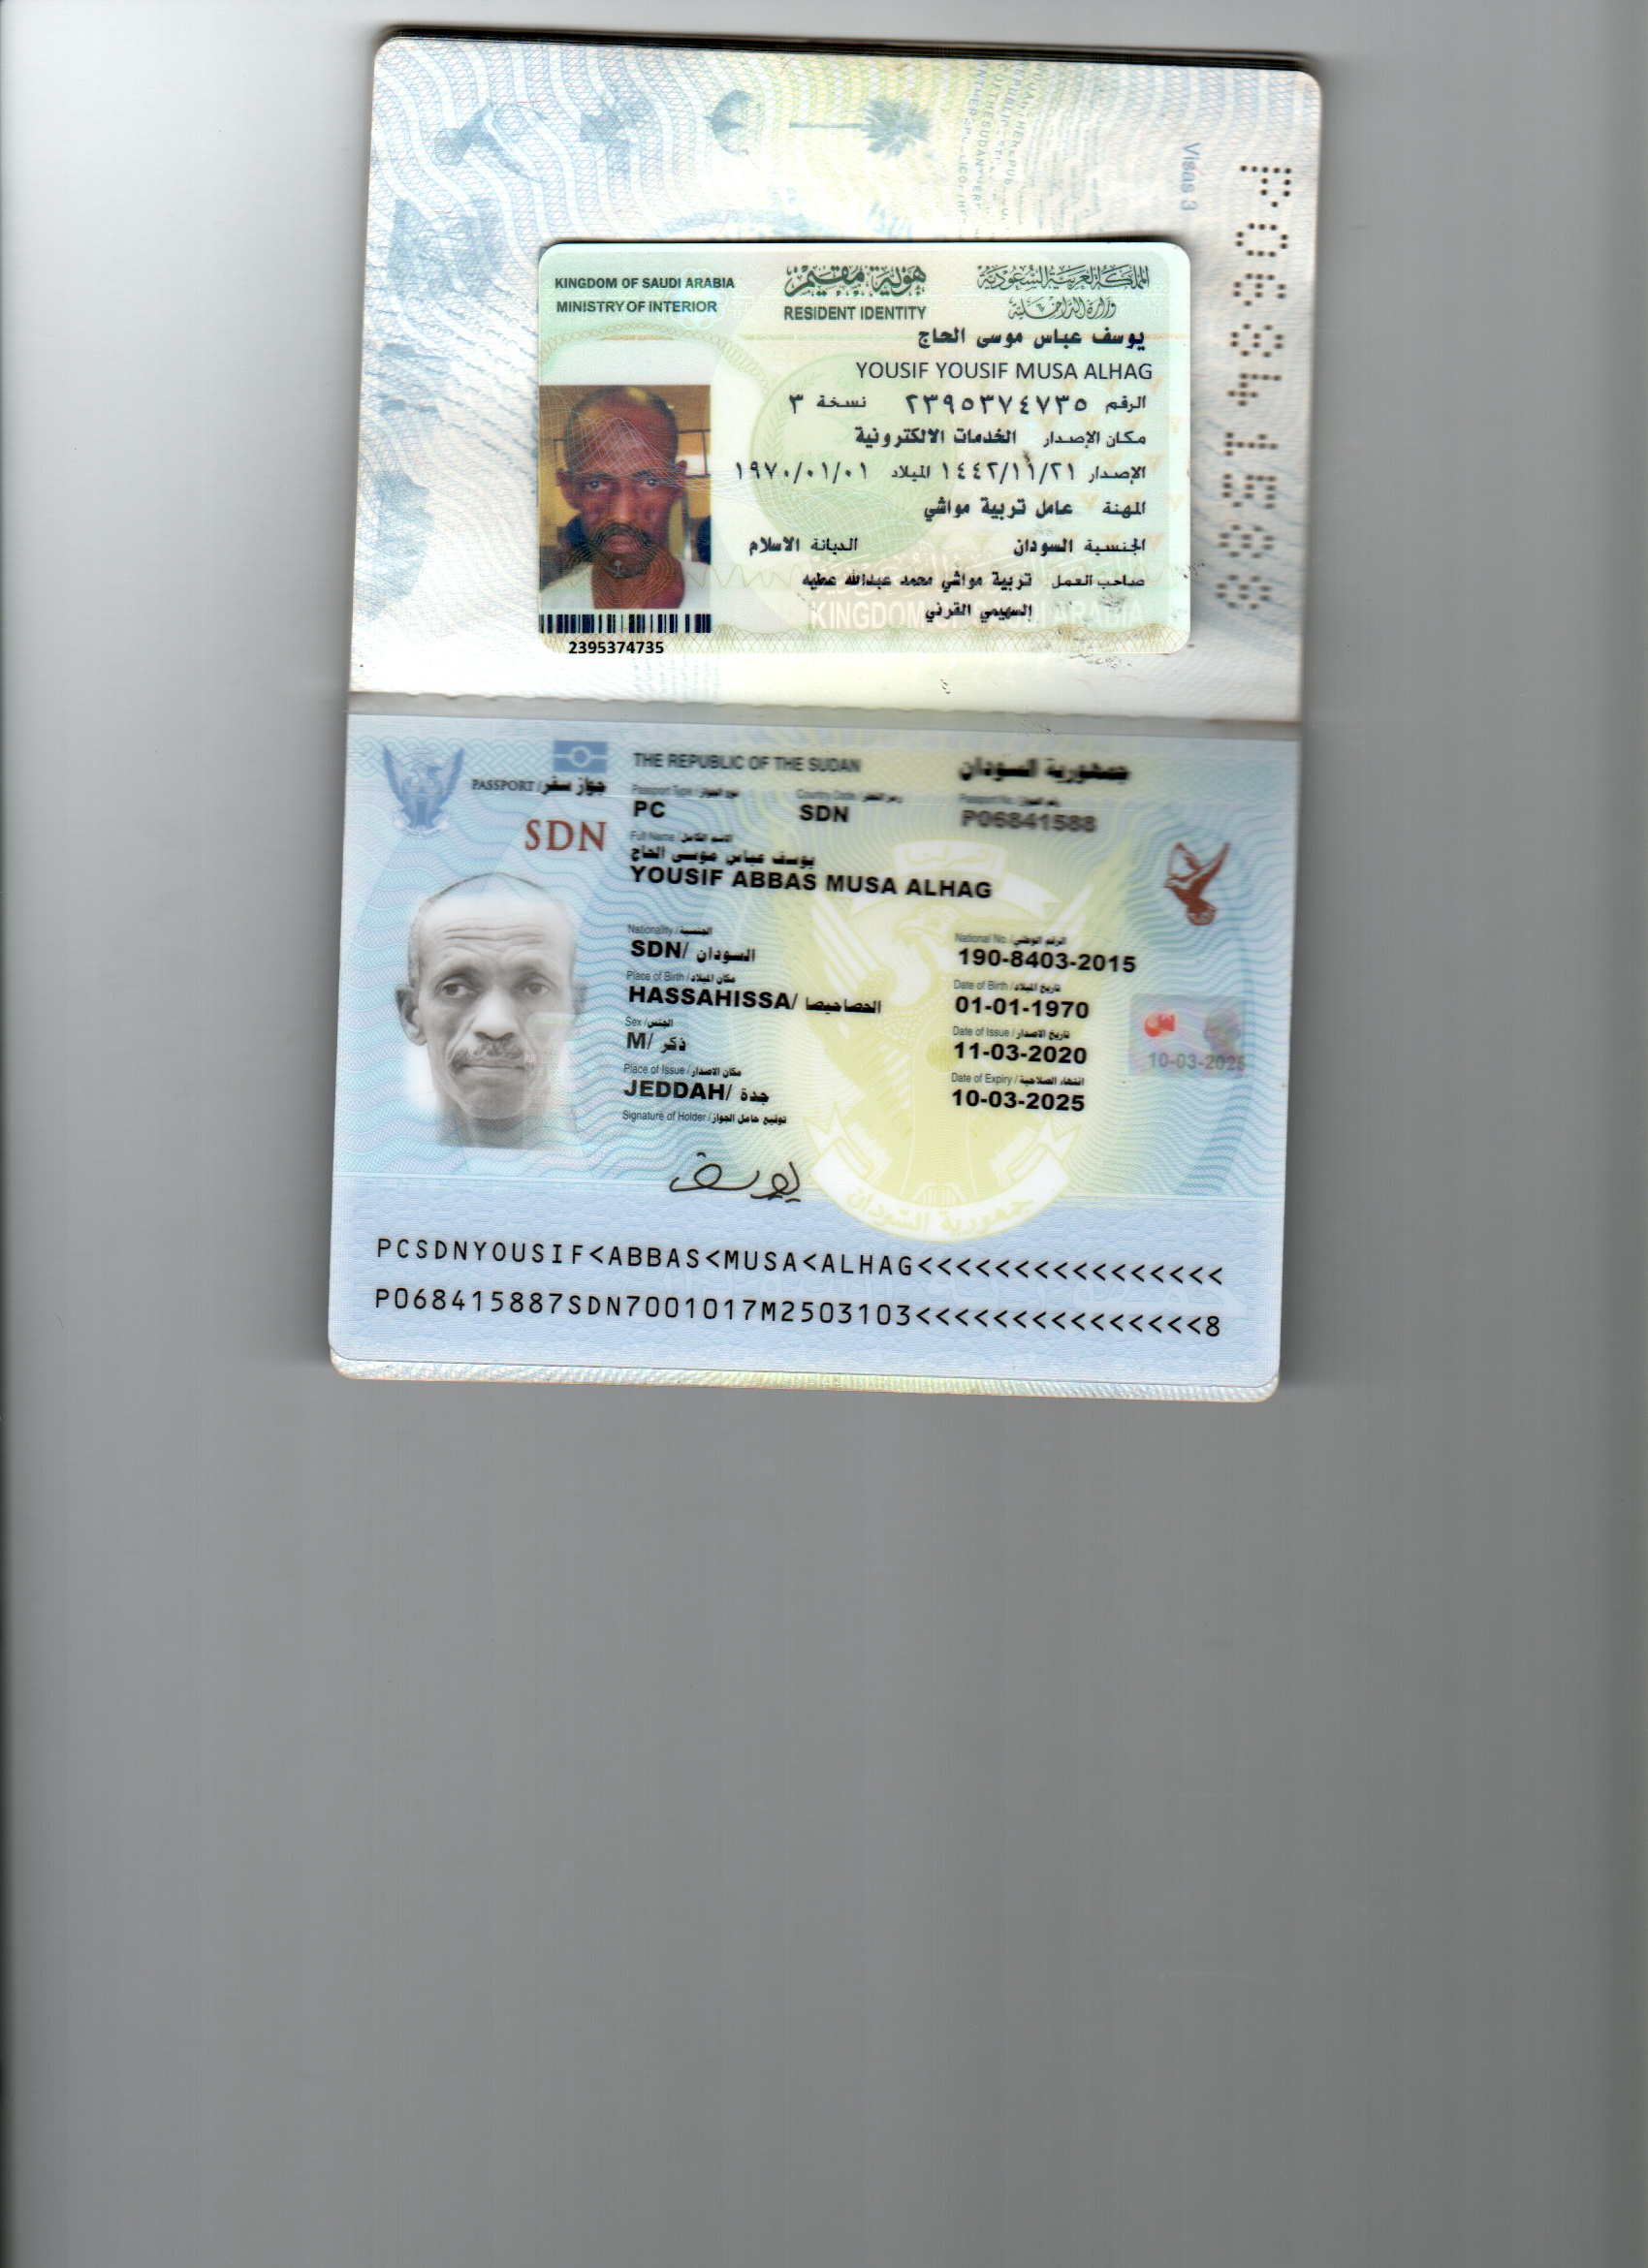 Visas 3
P06841588
KINGDOM OF SAUDI ARABIA
MINISTRY OF INTERIOR
هوية مقيم
RESIDENT IDENTITY
المملكة العربية السعودية
وزارة الداخلية
يوسف عباس موسى الحاج
YOUSIF YOUSIF MUSA ALHAG
الرقم ٢٣٩٥٣٧٤٧٣٥ نسخة ٣
مكان الإصدار الخدمات الالكترونية
الإصدار ١٤٤٢/١١/٢١ الميلاد ١٩٧٠/٠١/٠١
المهنة عامل تربية مواشي
الجنسية السودان الديانة الاسلام
صاحب العمل تربية مواشي محمد عبدالله عطيه
السهيمي القرني
KINGDOM OF SAUDI ARABIA
2395374735
PASSPORT / جواز سفر
SDN
THE REPUBLIC OF THE SUDAN جمهورية السودان
Passport Type / نوع الجواز Country Code / رمز القطر Passport No. / رقم الجواز
PC SDN P06841588
Full Name / الاسم الكامل
يوسف عباس موسى الحاج
YOUSIF ABBAS MUSA ALHAG
Nationality / الجنسية National No. / الرقم الوطني
SDN/ السودان 190-8403-2015
Place of Birth / مكان الميلاد Date of Birth / تاريخ الميلاد
HASSAHISSA/ الحصاحيصا 01-01-1970
Sex / الجنس Date of Issue / تاريخ الاصدار
M/ ذكر 11-03-2020
Place of Issue / مكان الاصدار Date of Expiry / انتهاء الصلاحية
JEDDAH/ جدة 10-03-2025
Signature of Holder / توقيع حامل الجواز
يوسف
س
10-03-2025
النصر لنا
جمهورية السودان
PCSDNYOUSIF<ABBAS<MUSA<ALHAG<<<<<<<<<<<<<<<<
P068415887SDN7001017M2503103<<<<<<<<<<<<<<<8